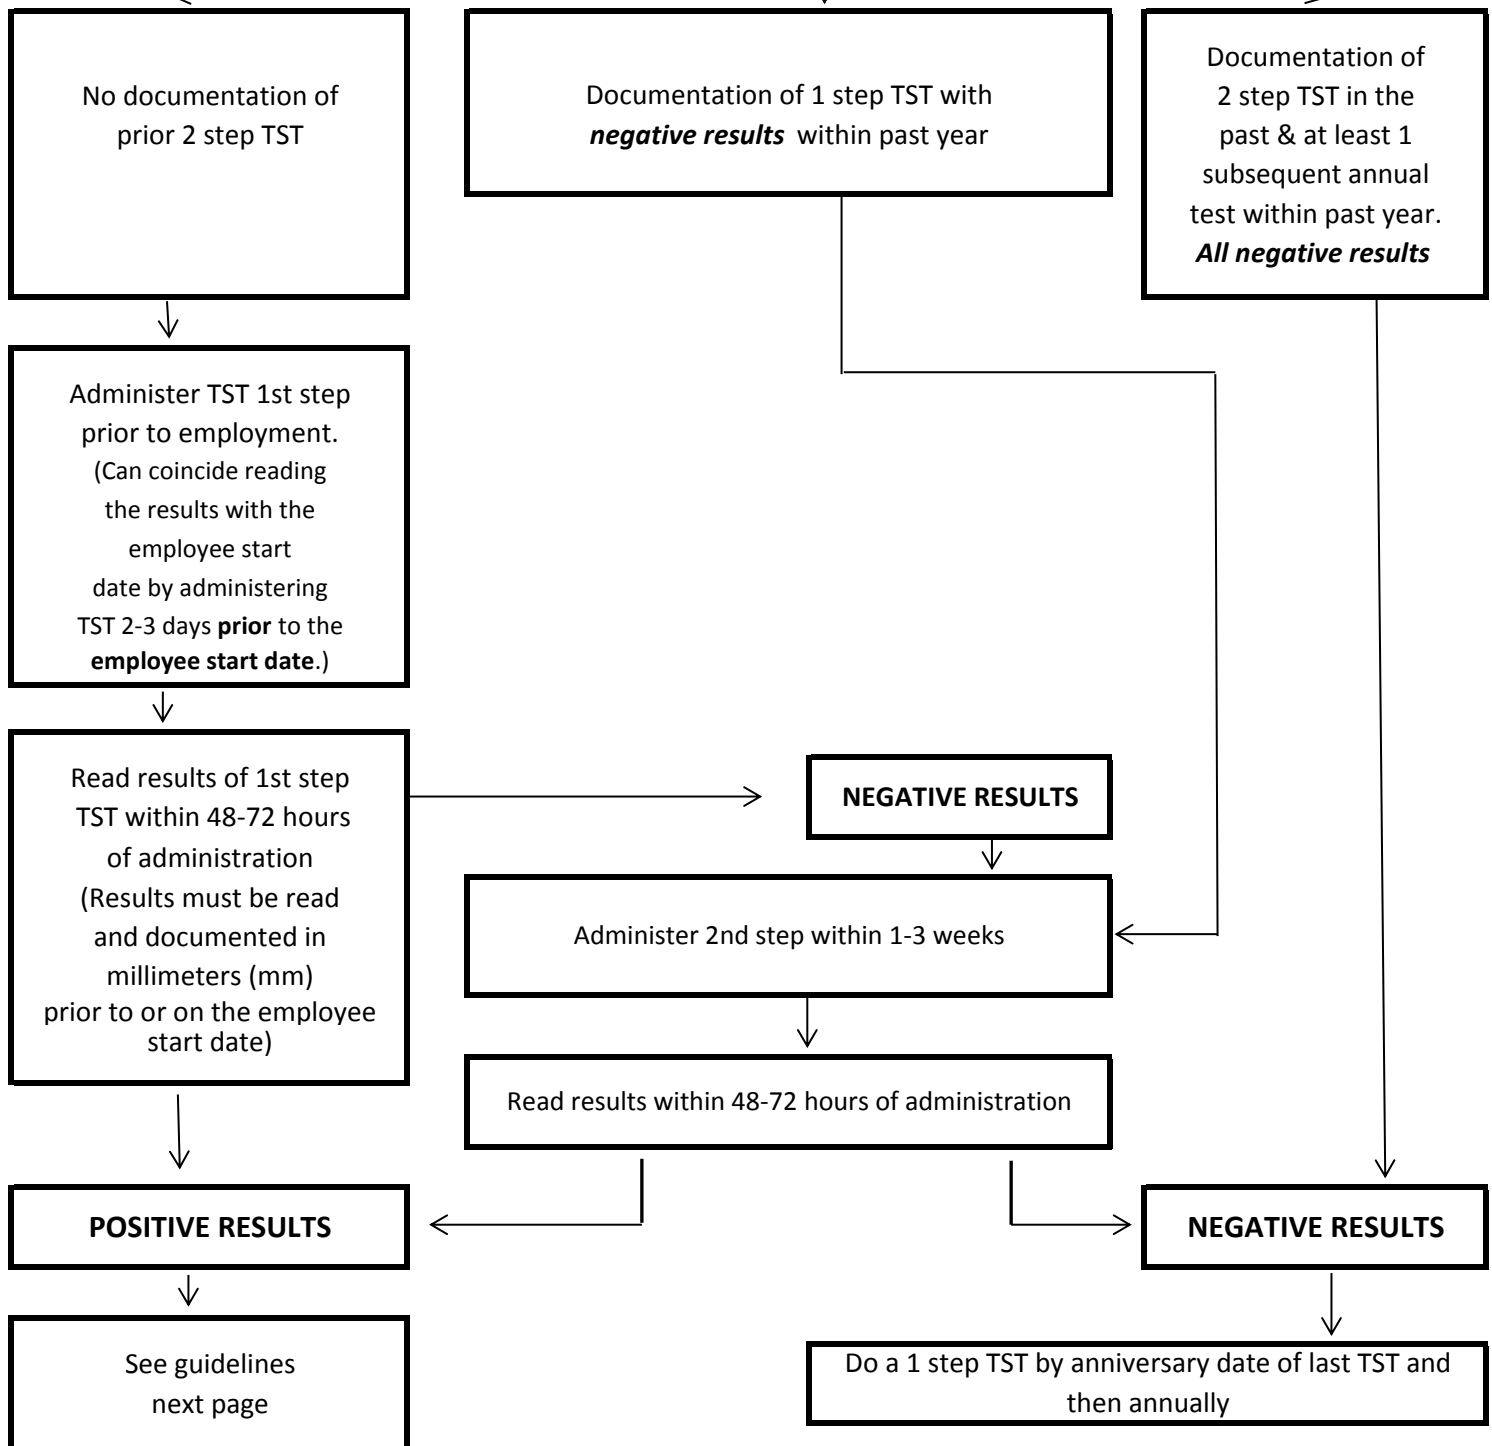 No documentation of
prior 2 step TST
Documentation of 1 step TST with
negative results within past year
Documentation of
2 step TST in the
past & at least 1
subsequent annual
test within past year.
All negative results
Administer TST 1st step
prior to employment.
(Can coincide reading
the results with the
employee start
date by administering
TST 2-3 days prior to the
employee start date.)
Read results of 1st step
TST within 48-72 hours
of administration
(Results must be read
and documented in
millimeters (mm)
prior to or on the employee
start date)
NEGATIVE RESULTS
Administer 2nd step within 1-3 weeks
Read results within 48-72 hours of administration
POSITIVE RESULTS
NEGATIVE RESULTS
See guidelines
next page
Do a 1 step TST by anniversary date of last TST and
then annually